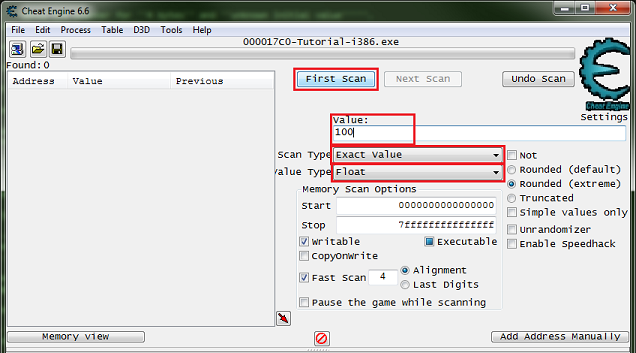 Cheat Engine 6.6
File Edit Process Table D3D Tools Help
000017C0-Tutorial-i386.exe
Found:0
Address Value Previous
First Scan Next Scan Undo Scan
Cheat Engine
Settings
Value:
100
Scan Type Exact Value
Value Type Float
Not
Rounded (default)
Rounded (extreme)
Truncated
Simple values only
Unrandomizer
Enable Speedhack
Memory Scan Options
Start 0000000000000000
Stop 7fffffffffffffff
Writable Executable
CopyOnWrite
Fast Scan 4 Alignment
Last Digits
Pause the game while scanning
Memory view Add Address Manually